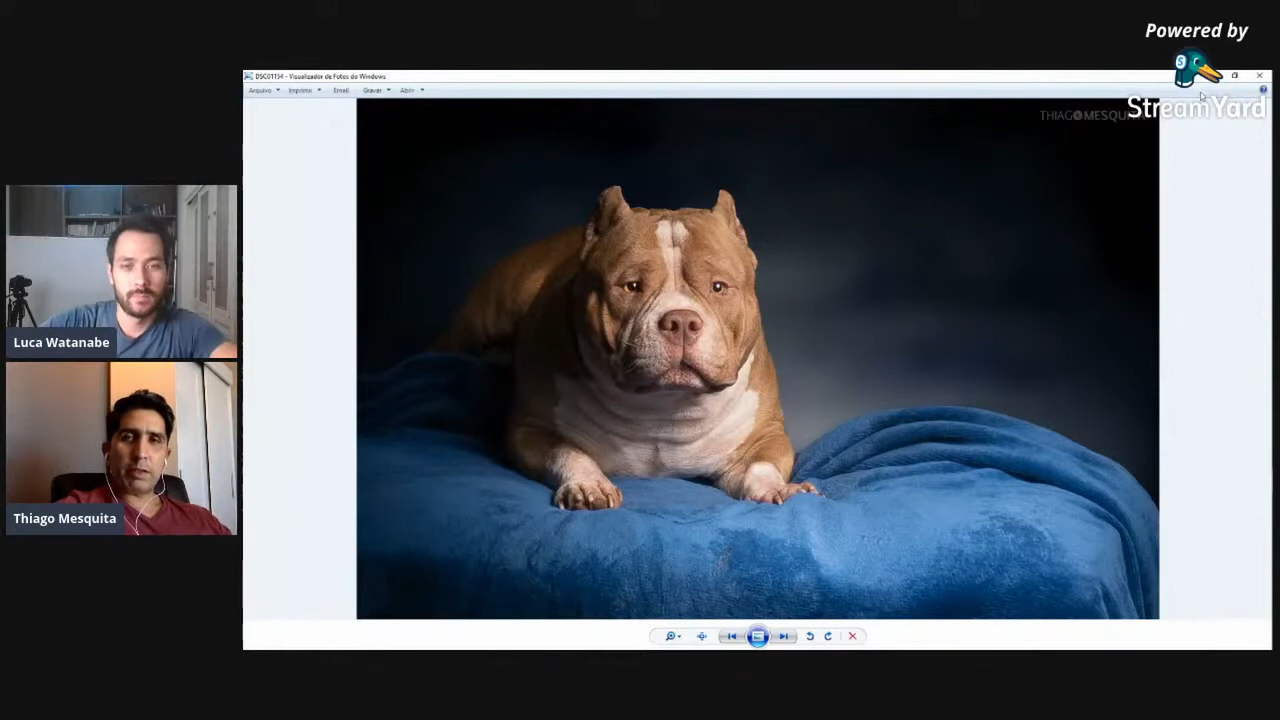 Powered by
StreamYard
DSC01154 - Visualizador de Fotos do Windows
Arquivo Imprimir Email Gravar Abrir
THIAGO MESQU
Luca Watanabe
Thiago Mesquita